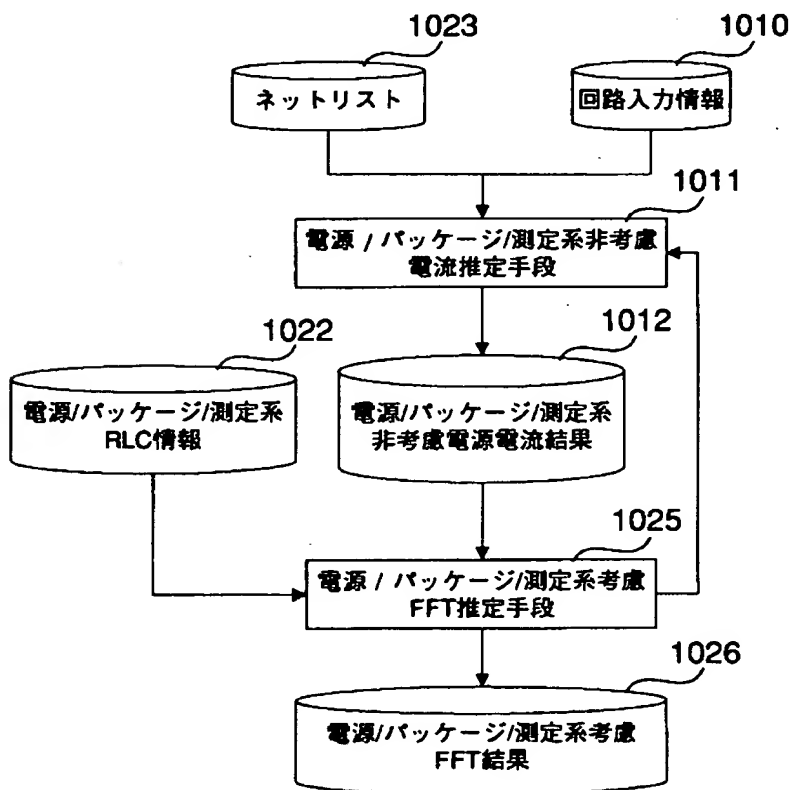 1023
1010
ネットリスト
回路入力情報
1011
電源 / パッケージ/測定系非考慮
電流推定手段
1022
1012
電源/パッケージ/測定系
RLC情報
電源/パッケージ/測定系
非考慮電源電流結果
1025
電源 / パッケージ/測定系考慮
FFT推定手段
1026
電源/パッケージ/測定系考慮
FFT結果